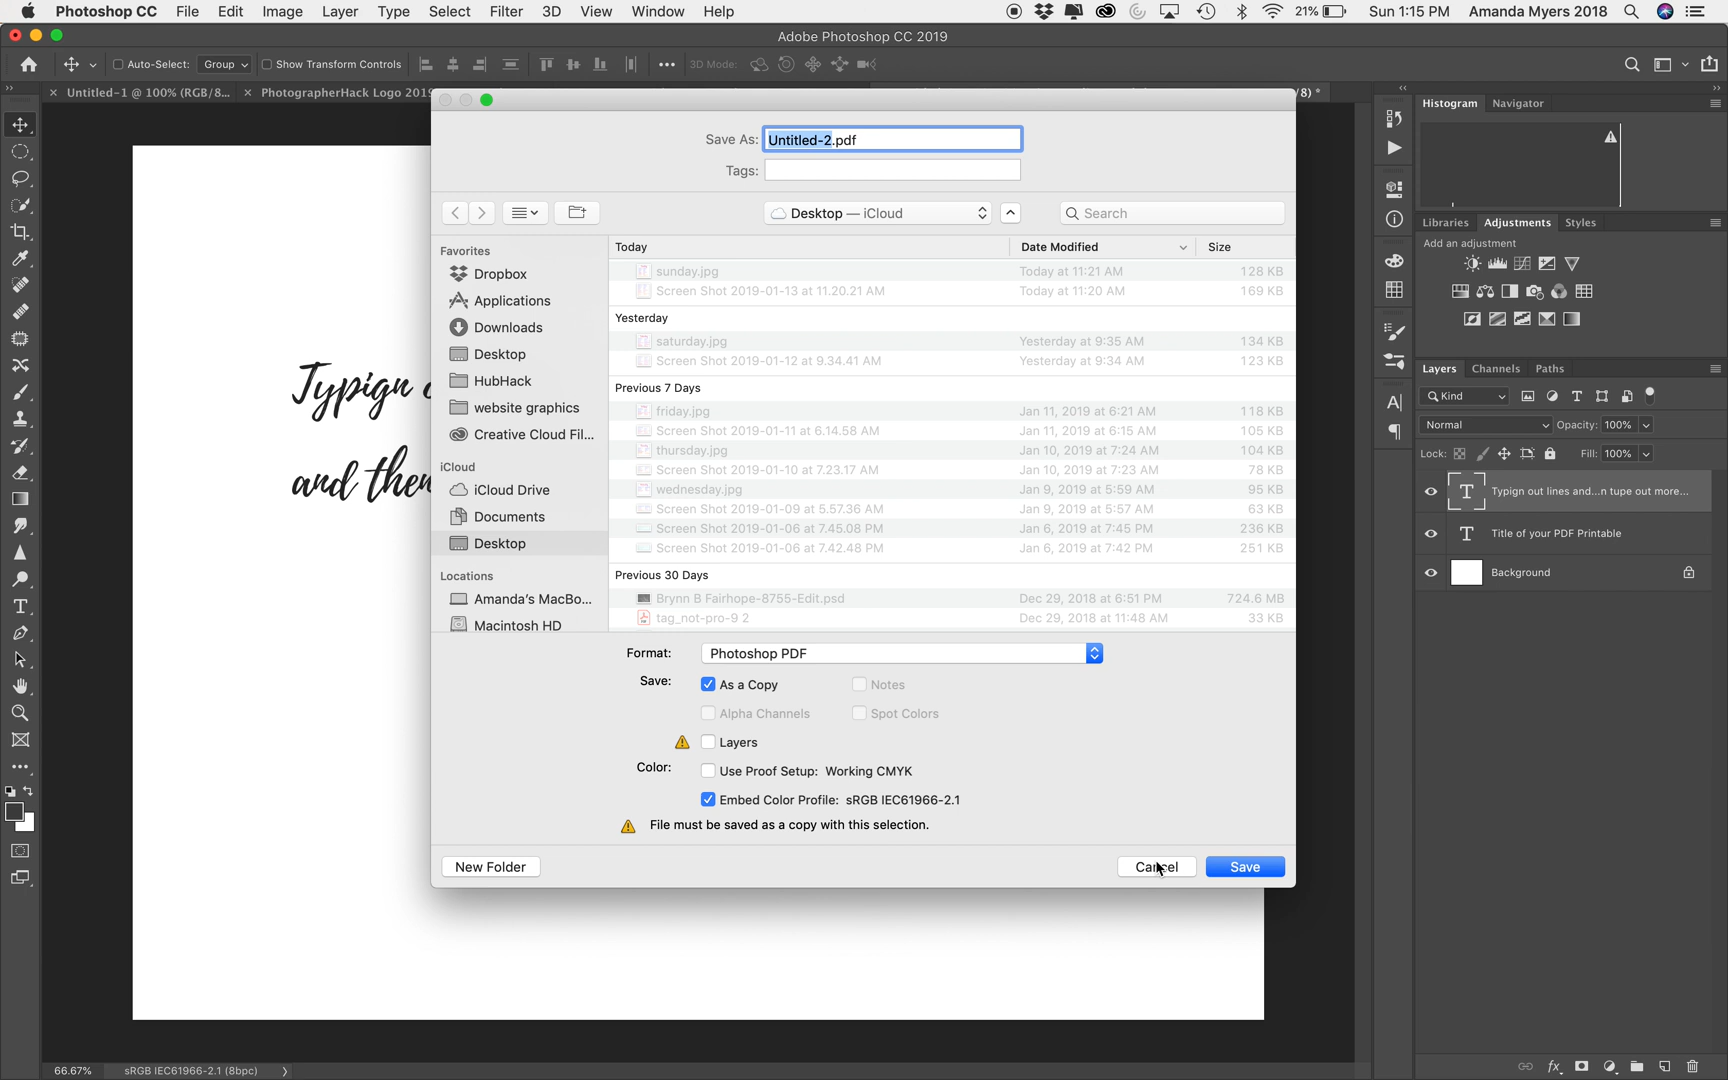 Photoshop CC File Edit Image Layer Type Select Filter 3D View Window Help 21% Sun 1:15 PM Amanda Myers 2018
Adobe Photoshop CC 2019
Auto-Select: Group Show Transform Controls 3D Mode:
Untitled-1 @ 100% (RGB/8... PhotographerHack Logo 2019 /8) *
Save As: Untitled-2.pdf
Tags:
Desktop — iCloud
Search
Favorites
Dropbox
Applications
Downloads
Desktop
HubHack
website graphics
Creative Cloud Fil...
iCloud
iCloud Drive
Documents
Desktop
Locations
Amanda's MacBo...
Macintosh HD
Today Date Modified Size
sunday.jpg Today at 11:21 AM 128 KB
Screen Shot 2019-01-13 at 11.20.21 AM Today at 11:20 AM 169 KB
Yesterday
saturday.jpg Yesterday at 9:35 AM 134 KB
Screen Shot 2019-01-12 at 9.34.41 AM Yesterday at 9:34 AM 123 KB
Previous 7 Days
friday.jpg Jan 11, 2019 at 6:21 AM 118 KB
Screen Shot 2019-01-11 at 6.14.58 AM Jan 11, 2019 at 6:15 AM 105 KB
thursday.jpg Jan 10, 2019 at 7:24 AM 104 KB
Screen Shot 2019-01-10 at 7.23.17 AM Jan 10, 2019 at 7:23 AM 78 KB
wednesday.jpg Jan 9, 2019 at 5:59 AM 95 KB
Screen Shot 2019-01-09 at 5.57.36 AM Jan 9, 2019 at 5:57 AM 63 KB
Screen Shot 2019-01-06 at 7.45.08 PM Jan 6, 2019 at 7:45 PM 236 KB
Screen Shot 2019-01-06 at 7.42.48 PM Jan 6, 2019 at 7:42 PM 251 KB
Previous 30 Days
Brynn B Fairhope-8755-Edit.psd Dec 29, 2018 at 6:51 PM 724.6 MB
tag_not-pro-9 2 Dec 29, 2018 at 11:48 AM 33 KB
Format: Photoshop PDF
Save: As a Copy Notes
Alpha Channels Spot Colors
Layers
Color: Use Proof Setup: Working CMYK
Embed Color Profile: sRGB IEC61966-2.1
File must be saved as a copy with this selection.
New Folder Cancel Save
Typign
and then
Histogram Navigator
Libraries Adjustments Styles
Add an adjustment
Layers Channels Paths
Kind
Normal Opacity: 100%
Lock: Fill: 100%
Typign out lines and...n tupe out more...
Title of your PDF Printable
Background
66.67% sRGB IEC61966-2.1 (8bpc)